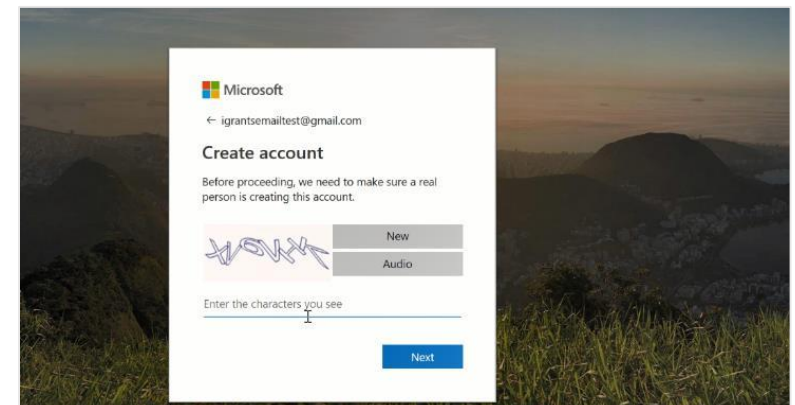 Microsoft
← igrantsemailtest@gmail.com
Create account
Before proceeding, we need to make sure a real
person is creating this account.
New
Audio
Enter the characters you see
Next